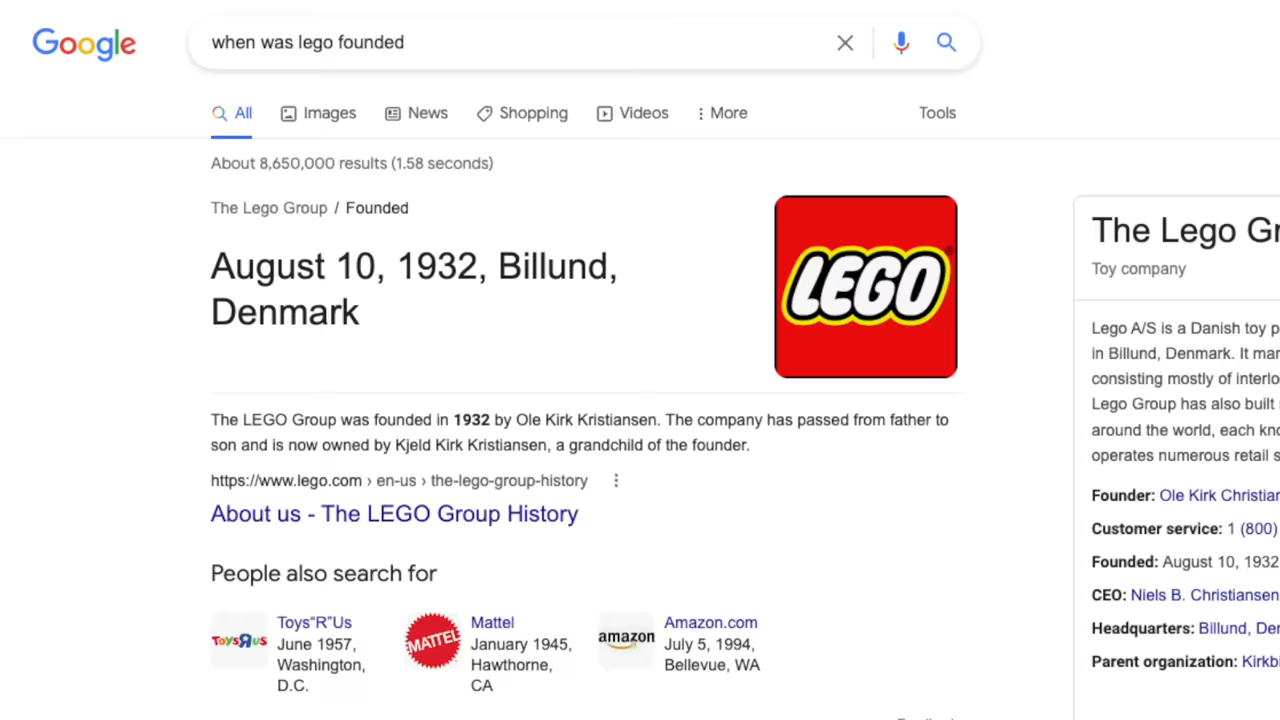 Google
when was lego founded
All Images News Shopping Videos More Tools
About 8,650,000 results (1.58 seconds)
The Lego Group / Founded
August 10, 1932, Billund,
Denmark
LEGO
The LEGO Group was founded in 1932 by Ole Kirk Kristiansen. The company has passed from father to
son and is now owned by Kjeld Kirk Kristiansen, a grandchild of the founder.
https://www.lego.com › en-us › the-lego-group-history
About us - The LEGO Group History
People also search for
TOYSRUS
Toys"R"Us
June 1957,
Washington,
D.C.
MATTEL
Mattel
January 1945,
Hawthorne,
CA
amazon
Amazon.com
July 5, 1994,
Bellevue, WA
The Lego Gr
Toy company
Lego A/S is a Danish toy p
in Billund, Denmark. It
consisting mostly of
Lego Group has also built
around the world, each
operates numerous retail s
Founder: Ole Kirk Christian
Customer service: 1 (800)
Founded: August 10, 1932
CEO: Niels B. Christiansen
Headquarters: Billund, Den
Parent organization: